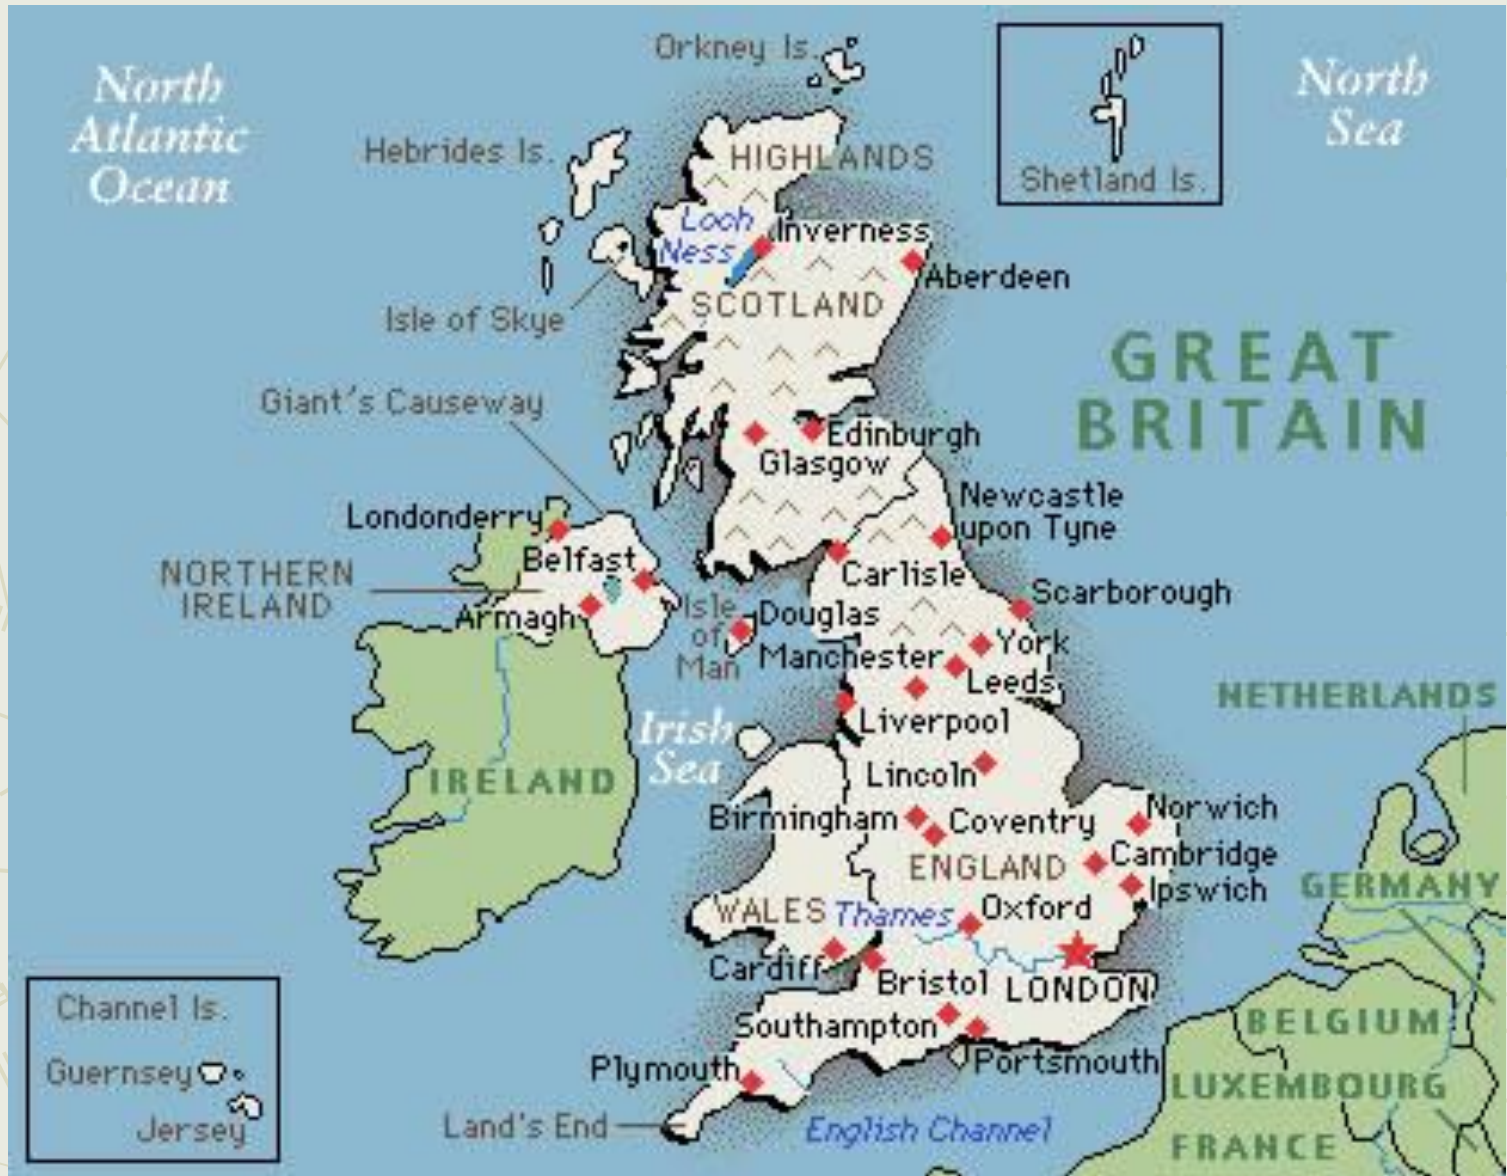 Orkney Is.
North
Atlantic
Ocean
North
Sea
Hebrides Is.
HIGHLANDS
Shetland Is.
Loch
Ness
Inverness
Aberdeen
SCOTLAND
Isle of Skye
GREAT
BRITAIN
Giant's Causeway
Edinburgh
Glasgow
Newcastle
upon Tyne
Londonderry
Belfast
Carlisle
NORTHERN
IRELAND
Armagh
Isle
of
Man
Douglas
Scarborough
York
Manchester
Leeds
NETHERLANDS
Irish
Sea
Liverpool
IRELAND
Lincoln
Birmingham
Coventry
Norwich
Cambridge
ENGLAND
Ipswich
GERMANY
WALES
Thames
Oxford
Cardiff
Bristol
LONDON
Channel Is.
Guernsey
Jersey
Southampton
Portsmouth
Plymouth
Land's End
English Channel
BELGIUM
LUXEMBOURG
FRANCE